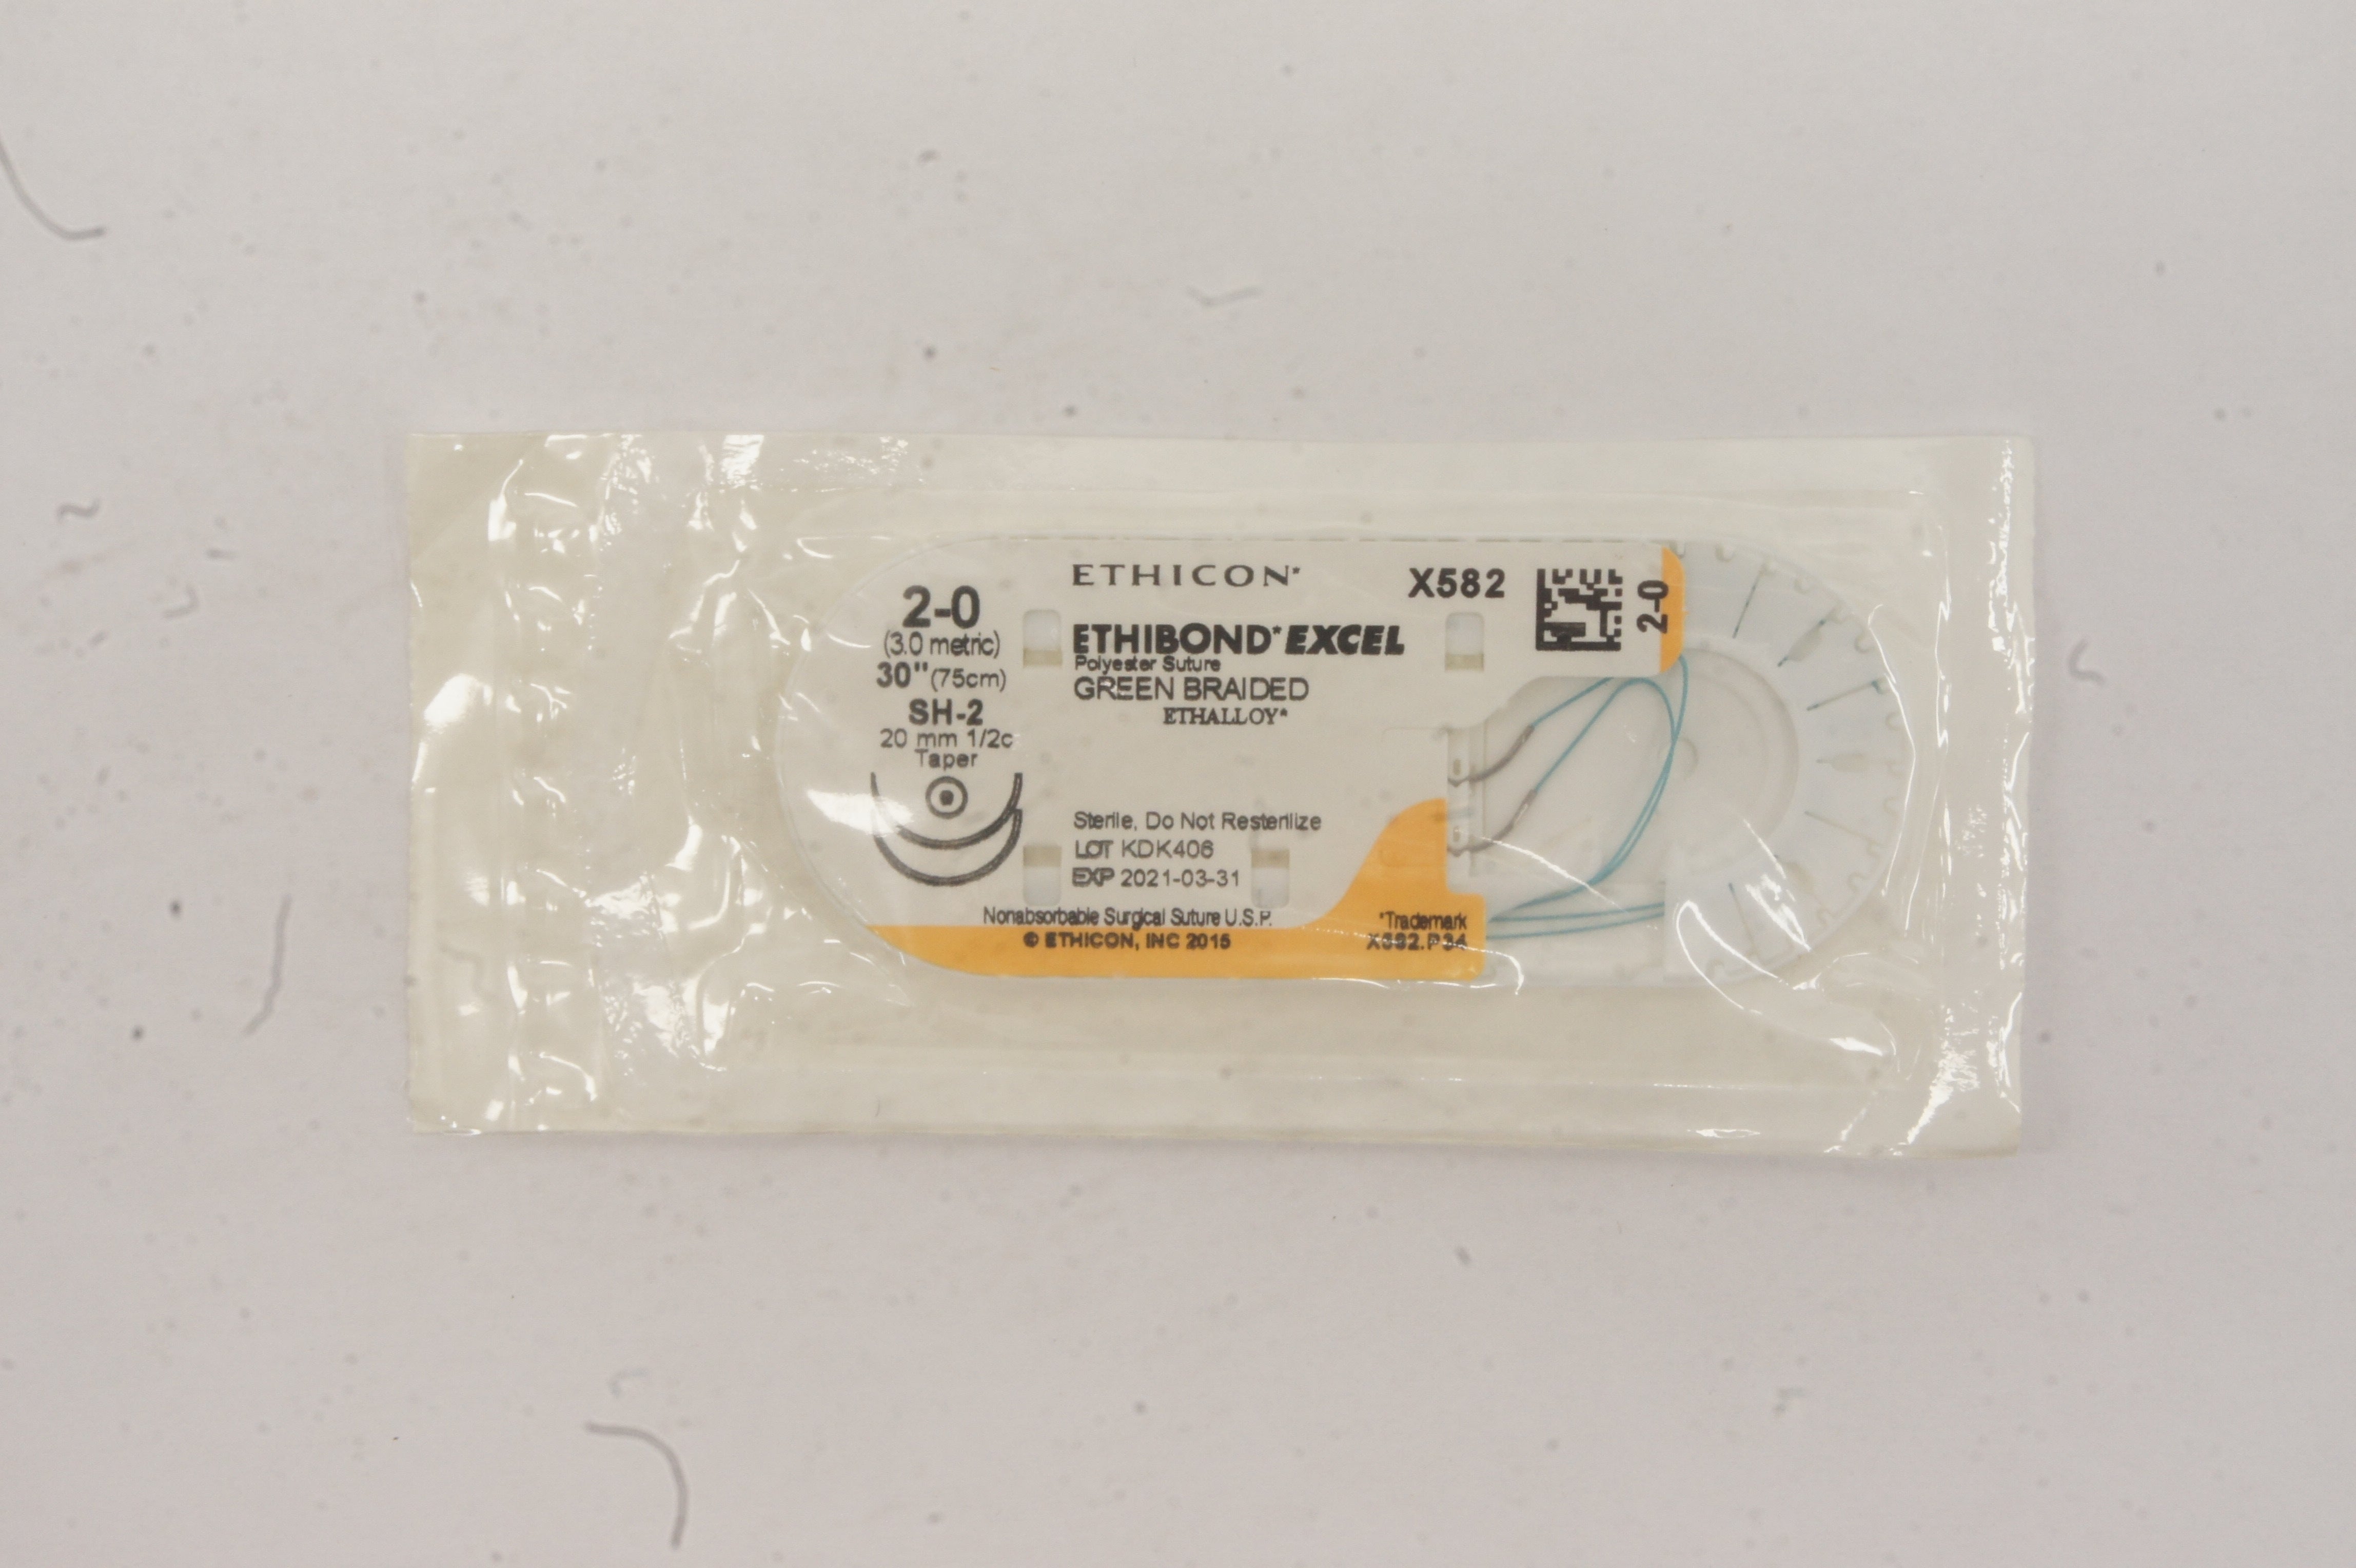 2-0
(3.0 metric)
30" (75cm)
SH-2
20 mm 1/2c
Taper
ETHICON*
X582
2-0
ETHIBOND* EXCEL
Polyester Suture
GREEN BRAIDED
ETHALLOY*
Sterile, Do Not Resterilize
LOT KDK406
EXP 2021-03-31
Nonabsorbable Surgical Suture U.S.P.
© ETHICON, INC 2015
*Trademark
X582.P34